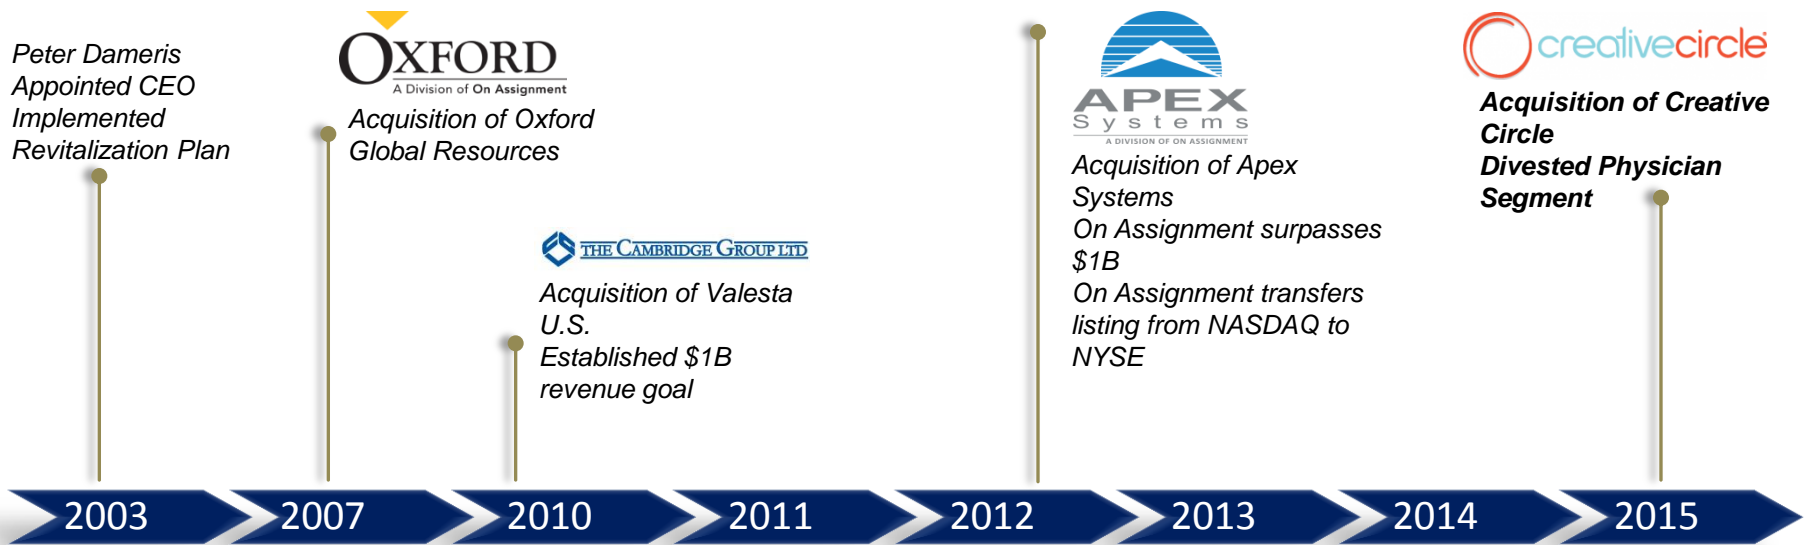 Peter Dameris
Appointed CEO
Implemented
Revitalization Plan
OXFORD
A Division of On Assignment
Acquisition of Oxford
Global Resources
THE CAMBRIDGE GROUP LTD
Acquisition of Valesta
U.S.
Established $1B
revenue goal
APEX
Systems
A DIVISION OF ON ASSIGNMENT
Acquisition of Apex
Systems
On Assignment surpasses
$1B
On Assignment transfers
listing from NASDAQ to
NYSE
creativecircle
Acquisition of Creative
Circle
Divested Physician
Segment
2003
2007
2010
2011
2012
2013
2014
2015